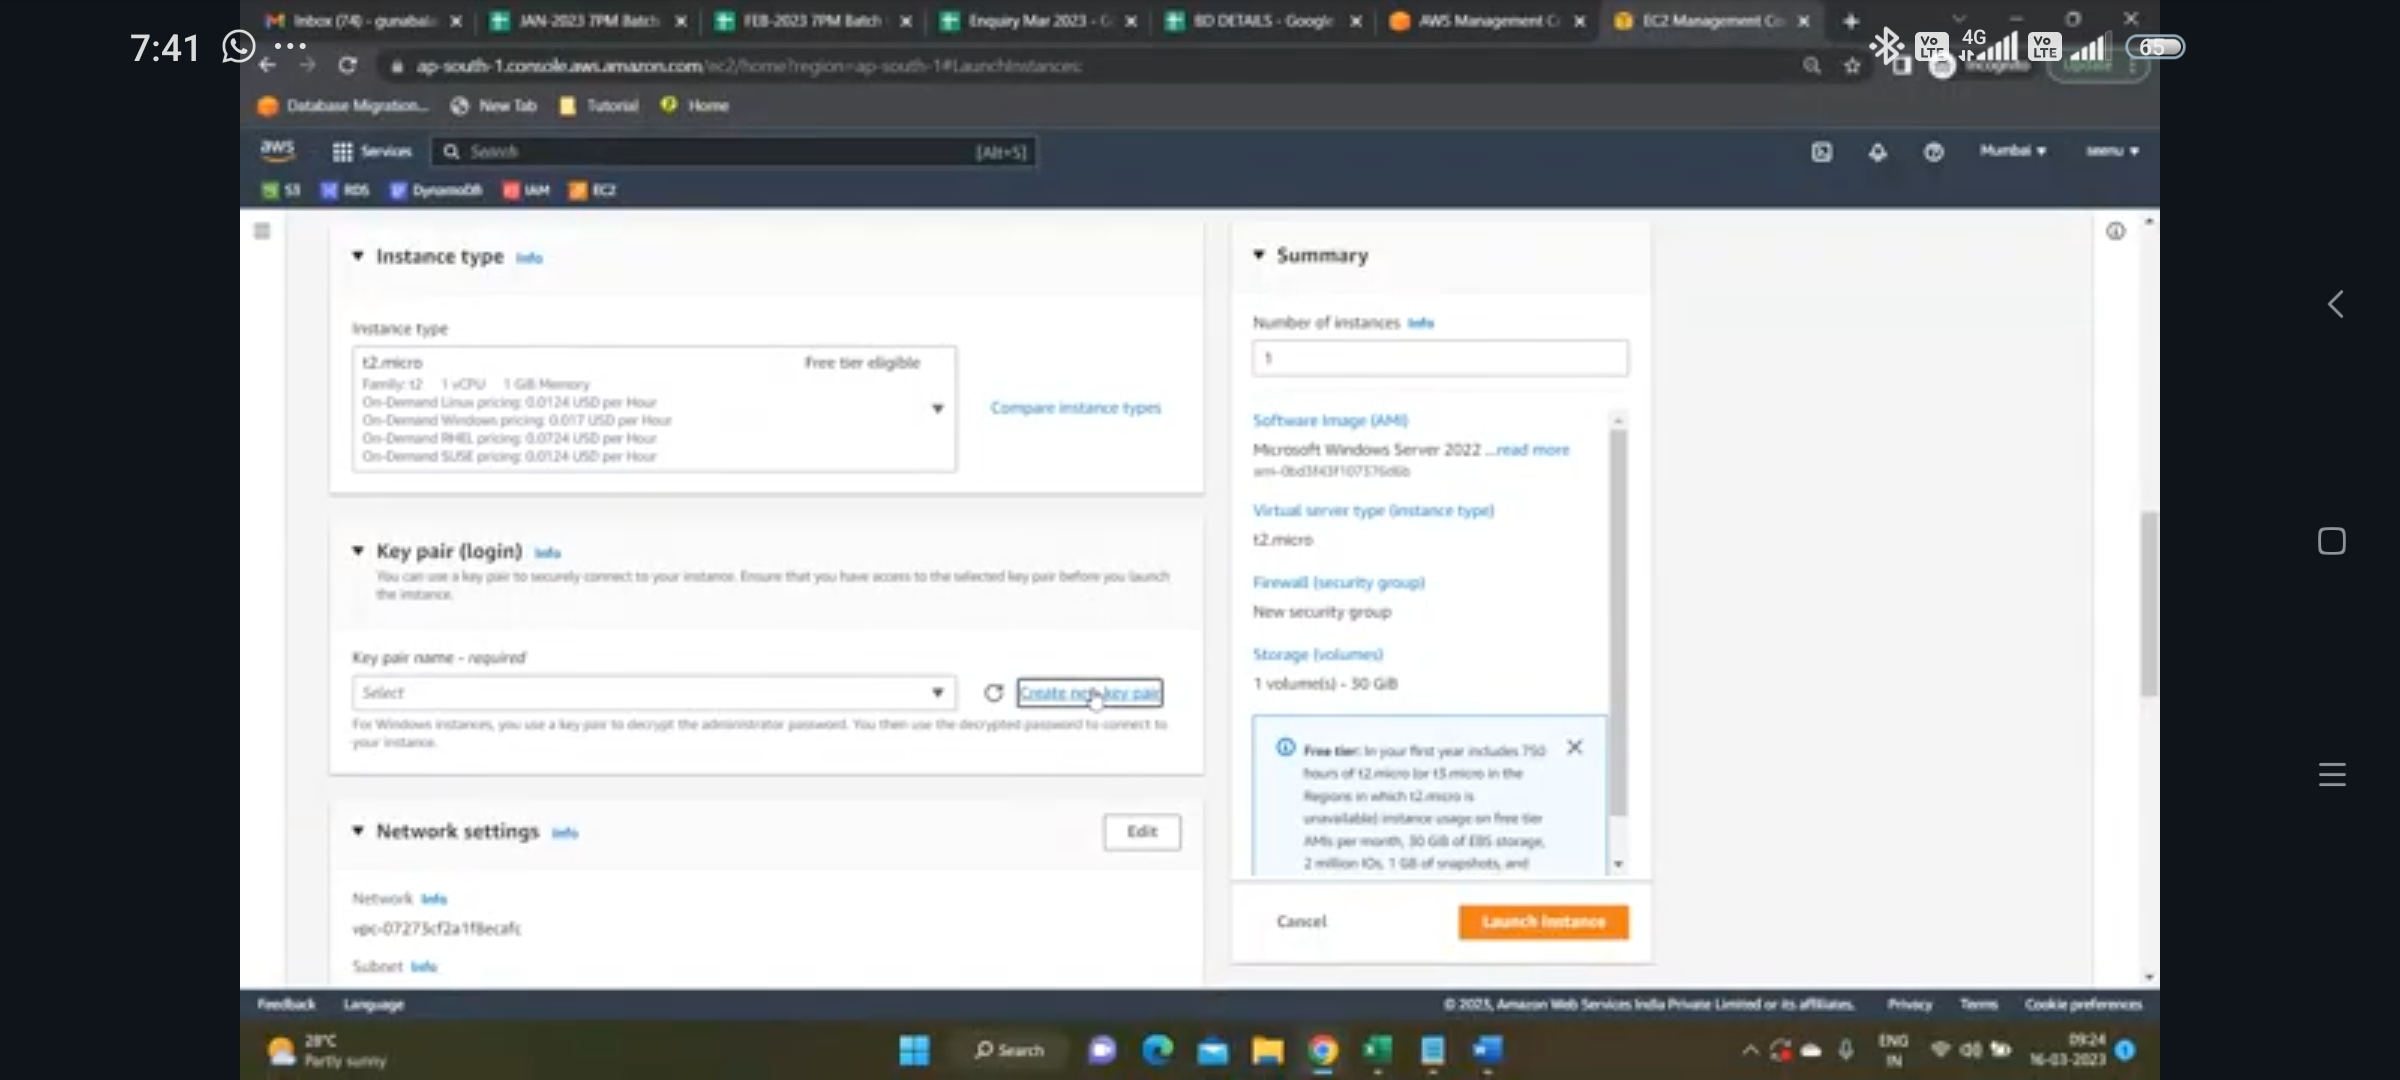 7:41
4G
Vo LTE
Vo LTE
65
Inbox (74) - gunabal
JAN-2023 7PM Batch
FEB-2023 7PM Batch
Enquiry Mar 2023 - G
BD DETAILS - Google
AWS Management C
EC2 Management Co
ap-south-1.console.aws.amazon.com/ec2/home?region=ap-south-1#LaunchInstances:
Incognito
Update
Database Migration...
New Tab
Tutorial
Home
aws
Services
Search
[Alt+S]
Mumbai
seenu
S3
RDS
DynamoDB
IAM
EC2
Instance type Info
Instance type
t2.micro
Free tier eligible
Family: t2 1 vCPU 1 GiB Memory
On-Demand Linux pricing: 0.0124 USD per Hour
On-Demand Windows pricing: 0.017 USD per Hour
On-Demand RHEL pricing: 0.0724 USD per Hour
On-Demand SUSE pricing: 0.0124 USD per Hour
Compare instance types
Key pair (login) Info
You can use a key pair to securely connect to your instance. Ensure that you have access to the selected key pair before you launch
the instance.
Key pair name - required
Select
Create new key pair
For Windows instances, you use a key pair to decrypt the administrator password. You then use the decrypted password to connect to
your instance.
Network settings Info
Edit
Network Info
vpc-07273cf2a1f8ecafc
Subnet Info
Summary
Number of instances Info
1
Software Image (AMI)
Microsoft Windows Server 2022 ...read more
Virtual server type (instance type)
t2.micro
Firewall (security group)
New security group
Storage (volumes)
1 volume(s) - 30 GiB
Free tier: In your first year includes 750
hours of t2.micro (or t3.micro in the
Regions in which t2.micro is
unavailable) instance usage on free tier
AMIs per month, 30 GiB of EBS storage,
2 million IOs, 1 GB of snapshots, and
Cancel
Launch instance
Feedback
Language
© 2023, Amazon Web Services India Private Limited or its affiliates.
Privacy
Terms
Cookie preferences
28°C
Partly sunny
Search
ENG
IN
09:24
16-03-2023
1